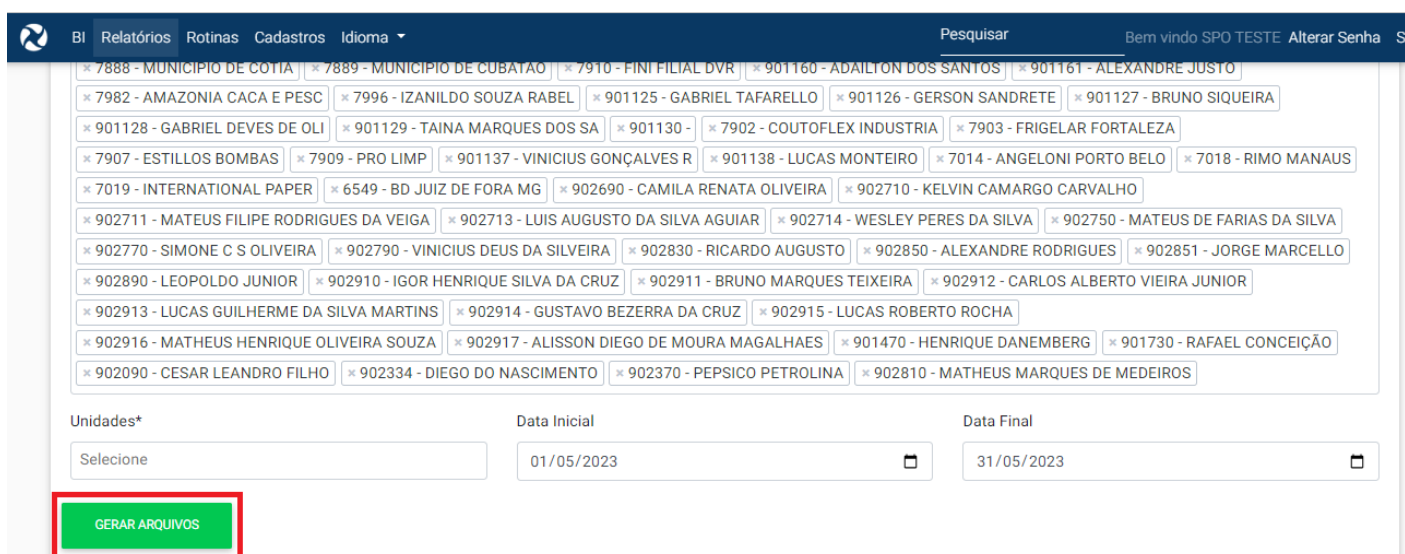 BI Relatórios Rotinas Cadastros Idioma Pesquisar Bem vindo SPO TESTE Alterar Senha S
× 7888 - MUNICIPIO DE COTIA × 7889 - MUNICIPIO DE CUBATAO × 7910 - FINI FILIAL DVR × 901160 - ADAILTON DOS SANTOS × 901161 - ALEXANDRE JUSTO
× 7982 - AMAZONIA CACA E PESC × 7996 - IZANILDO SOUZA RABEL × 901125 - GABRIEL TAFARELLO × 901126 - GERSON SANDRETE × 901127 - BRUNO SIQUEIRA
× 901128 - GABRIEL DEVES DE OLI × 901129 - TAINA MARQUES DOS SA × 901130 - × 7902 - COUTOFLEX INDUSTRIA × 7903 - FRIGELAR FORTALEZA
× 7907 - ESTILLOS BOMBAS × 7909 - PRO LIMP × 901137 - VINICIUS GONÇALVES R × 901138 - LUCAS MONTEIRO × 7014 - ANGELONI PORTO BELO × 7018 - RIMO MANAUS
× 7019 - INTERNATIONAL PAPER × 6549 - BD JUIZ DE FORA MG × 902690 - CAMILA RENATA OLIVEIRA × 902710 - KELVIN CAMARGO CARVALHO
× 902711 - MATEUS FILIPE RODRIGUES DA VEIGA × 902713 - LUIS AUGUSTO DA SILVA AGUIAR × 902714 - WESLEY PERES DA SILVA × 902750 - MATEUS DE FARIAS DA SILVA
× 902770 - SIMONE C S OLIVEIRA × 902790 - VINICIUS DEUS DA SILVEIRA × 902830 - RICARDO AUGUSTO × 902850 - ALEXANDRE RODRIGUES × 902851 - JORGE MARCELLO
× 902890 - LEOPOLDO JUNIOR × 902910 - IGOR HENRIQUE SILVA DA CRUZ × 902911 - BRUNO MARQUES TEIXEIRA × 902912 - CARLOS ALBERTO VIEIRA JUNIOR
× 902913 - LUCAS GUILHERME DA SILVA MARTINS × 902914 - GUSTAVO BEZERRA DA CRUZ × 902915 - LUCAS ROBERTO ROCHA
× 902916 - MATHEUS HENRIQUE OLIVEIRA SOUZA × 902917 - ALISSON DIEGO DE MOURA MAGALHAES × 901470 - HENRIQUE DANEMBERG × 901730 - RAFAEL CONCEIÇÃO
× 902090 - CESAR LEANDRO FILHO × 902334 - DIEGO DO NASCIMENTO × 902370 - PEPSICO PETROLINA × 902810 - MATHEUS MARQUES DE MEDEIROS
Unidades* Data Inicial Data Final
Selecione 01/05/2023 31/05/2023
GERAR ARQUIVOS